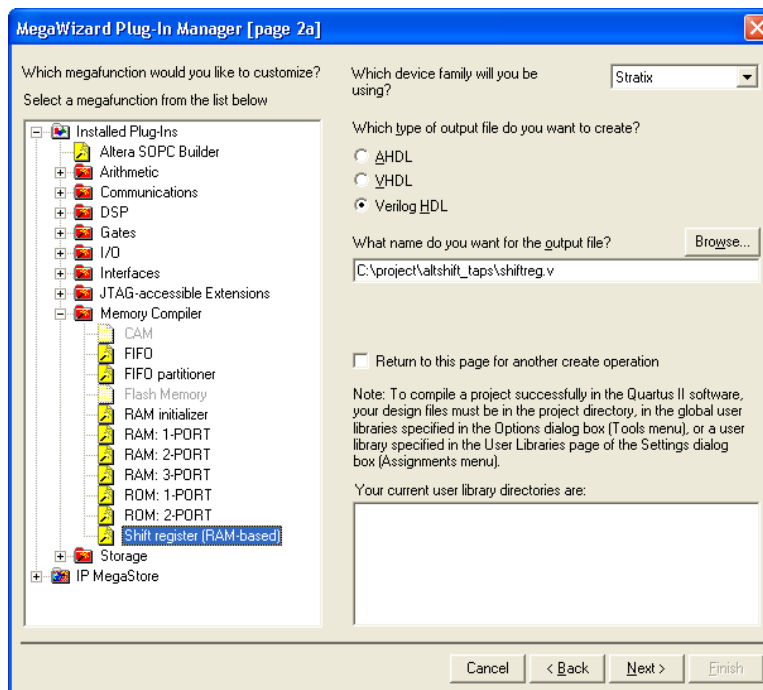 MegaWizard Plug-In Manager [page 2a]
Which megafunction would you like to customize?
Select a megafunction from the list below
Installed Plug-Ins
Altera SOPC Builder
Arithmetic
Communications
DSP
Gates
I/O
Interfaces
JTAG-accessible Extensions
Memory Compiler
CAM
FIFO
FIFO partitioner
Flash Memory
RAM initializer
RAM: 1-PORT
RAM: 2-PORT
RAM: 3-PORT
ROM: 1-PORT
ROM: 2-PORT
Shift register (RAM-based)
Storage
IP MegaStore
Which device family will you be
using?
Stratix
Which type of output file do you want to create?
AHDL
VHDL
Verilog HDL
What name do you want for the output file?
Browse...
C:\project\altshift_taps\shiftreg.v
Return to this page for another create operation
Note: To compile a project successfully in the Quartus II software,
your design files must be in the project directory, in the global user
libraries specified in the Options dialog box (Tools menu), or a user
library specified in the User Libraries page of the Settings dialog
box (Assignments menu).
Your current user library directories are:
Cancel
< Back
Next >
Finish